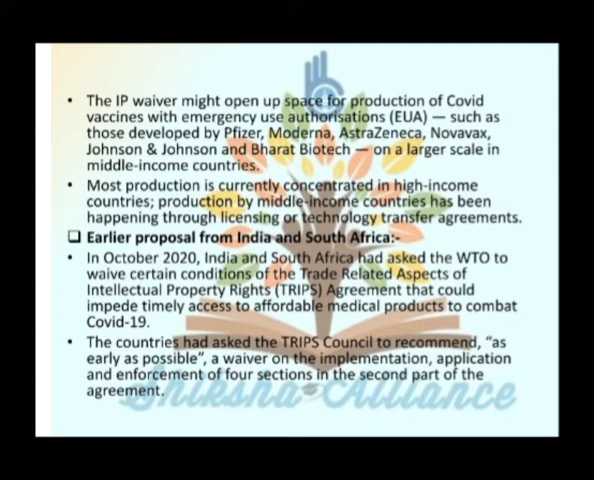 • The IP waiver might open up space for production of Covid
vaccines with emergency use authorisations (EUA) — such as
those developed by Pfizer, Moderna, AstraZeneca, Novavax,
Johnson & Johnson and Bharat Biotech — on a larger scale in
middle-income countries.
• Most production is currently concentrated in high-income
countries; production by middle-income countries has been
happening through licensing or technology transfer agreements.
❑ Earlier proposal from India and South Africa:-
• In October 2020, India and South Africa had asked the WTO to
waive certain conditions of the Trade Related Aspects of
Intellectual Property Rights (TRIPS) Agreement that could
impede timely access to affordable medical products to combat
Covid-19.
• The countries had asked the TRIPS Council to recommend, “as
early as possible”, a waiver on the implementation, application
and enforcement of four sections in the second part of the
agreement.
Shiksha Alliance